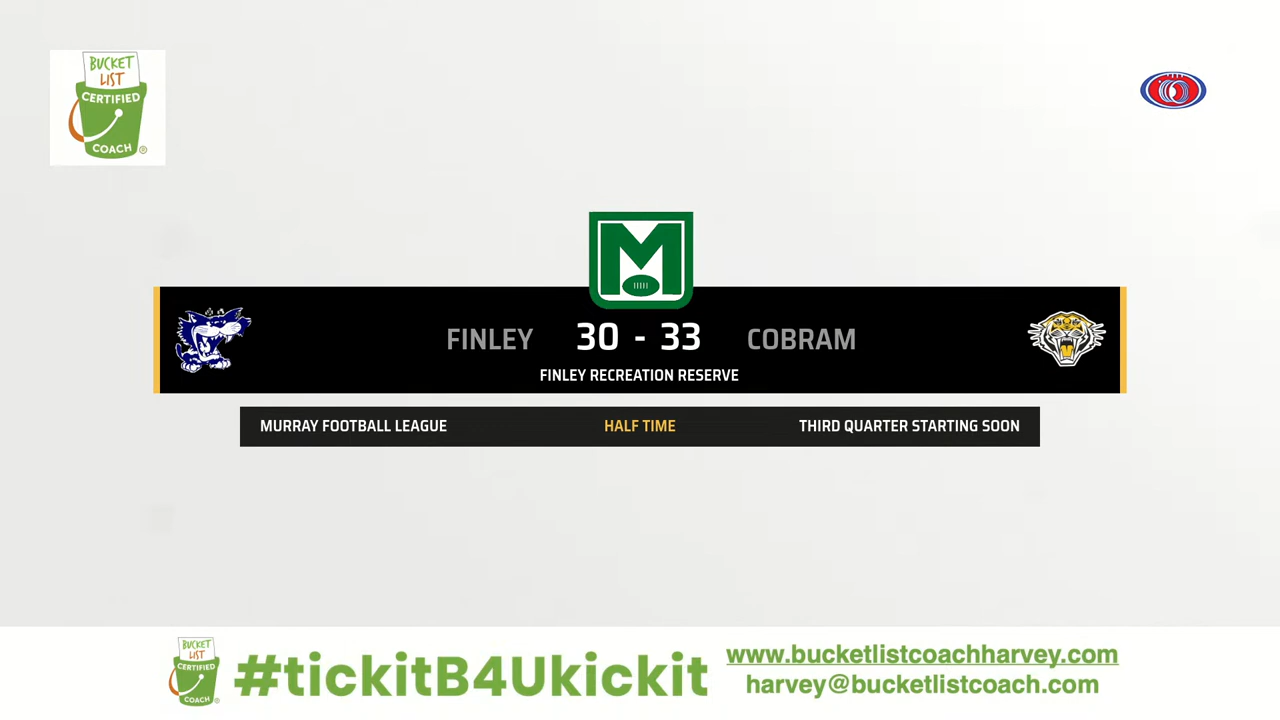 BUCKET
LIST
CERTIFIED
COACH
M
FINLEY 30 - 33 COBRAM
FINLEY RECREATION RESERVE
MURRAY FOOTBALL LEAGUE HALF TIME THIRD QUARTER STARTING SOON
BUCKET
LIST
CERTIFIED
COACH
#tickitB4Ukickit
www.bucketlistcoachharvey.com
harvey@bucketlistcoach.com